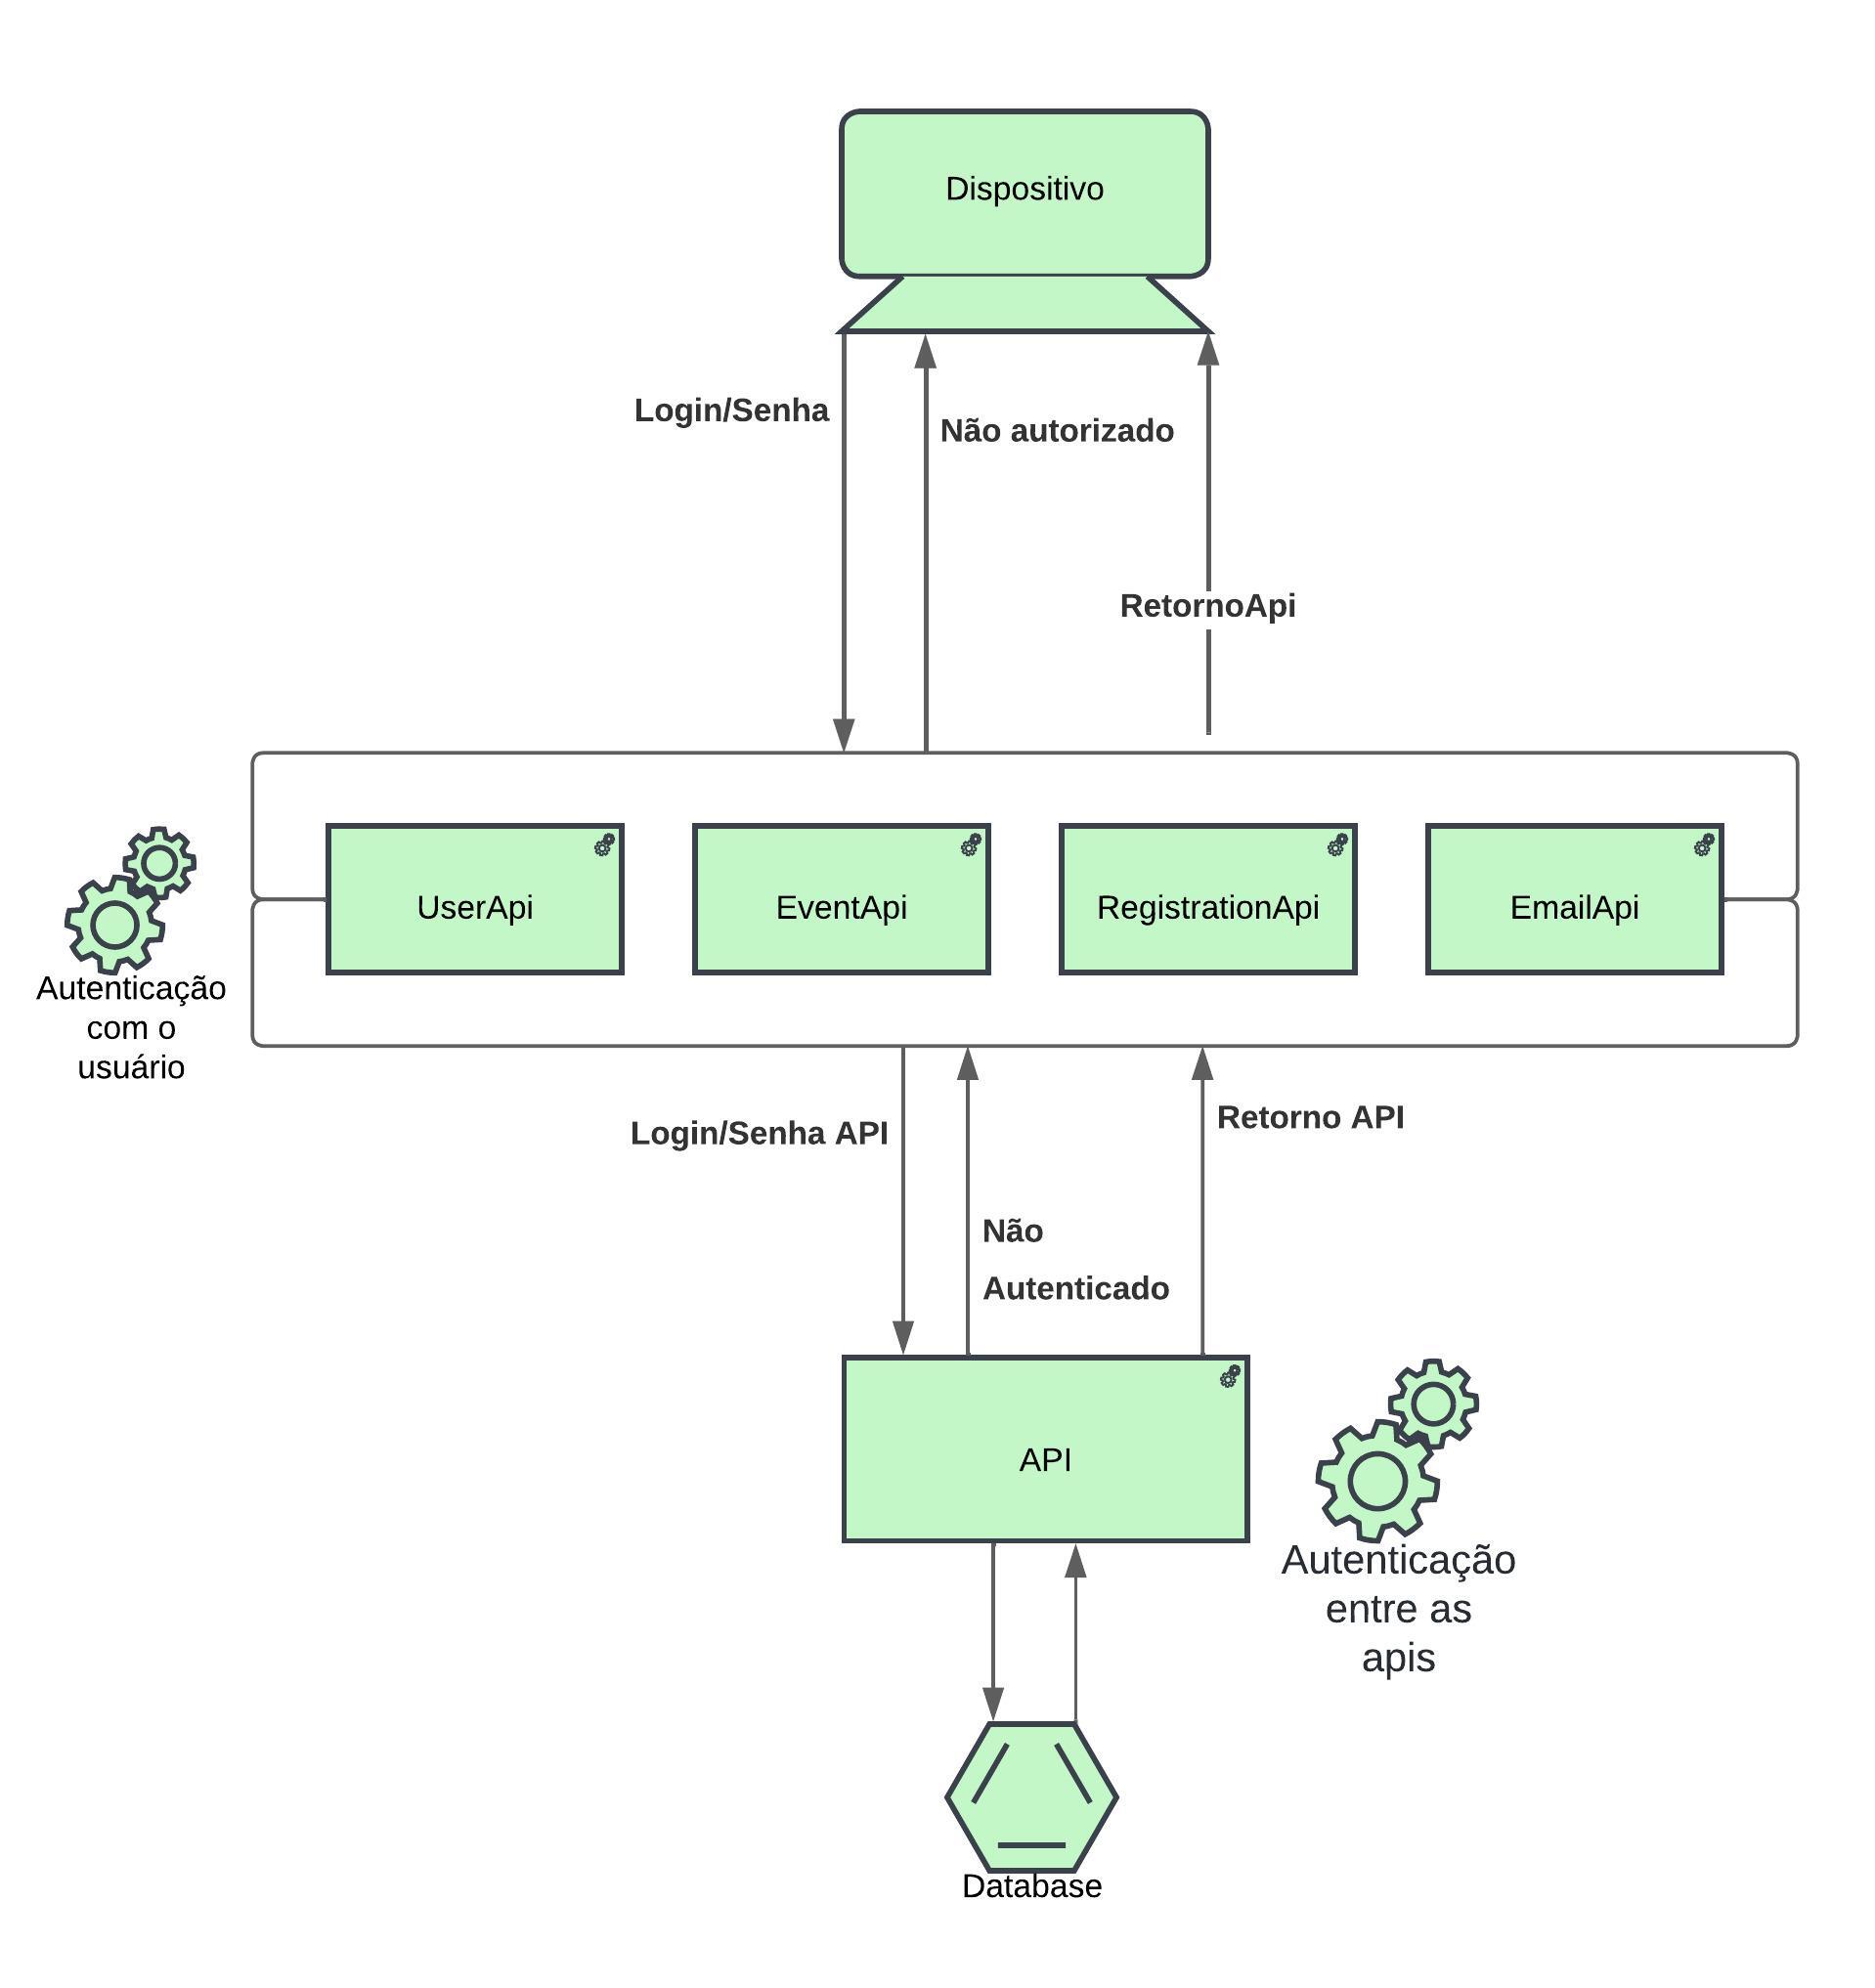 Dispositivo
Login/Senha
Não autorizado
RetornoApi
UserApi
EventApi
RegistrationApi
EmailApi
Autenticação
com o
usuário
Login/Senha API
Retorno API
Não
Autenticado
API
Autenticação
entre as
apis
Database